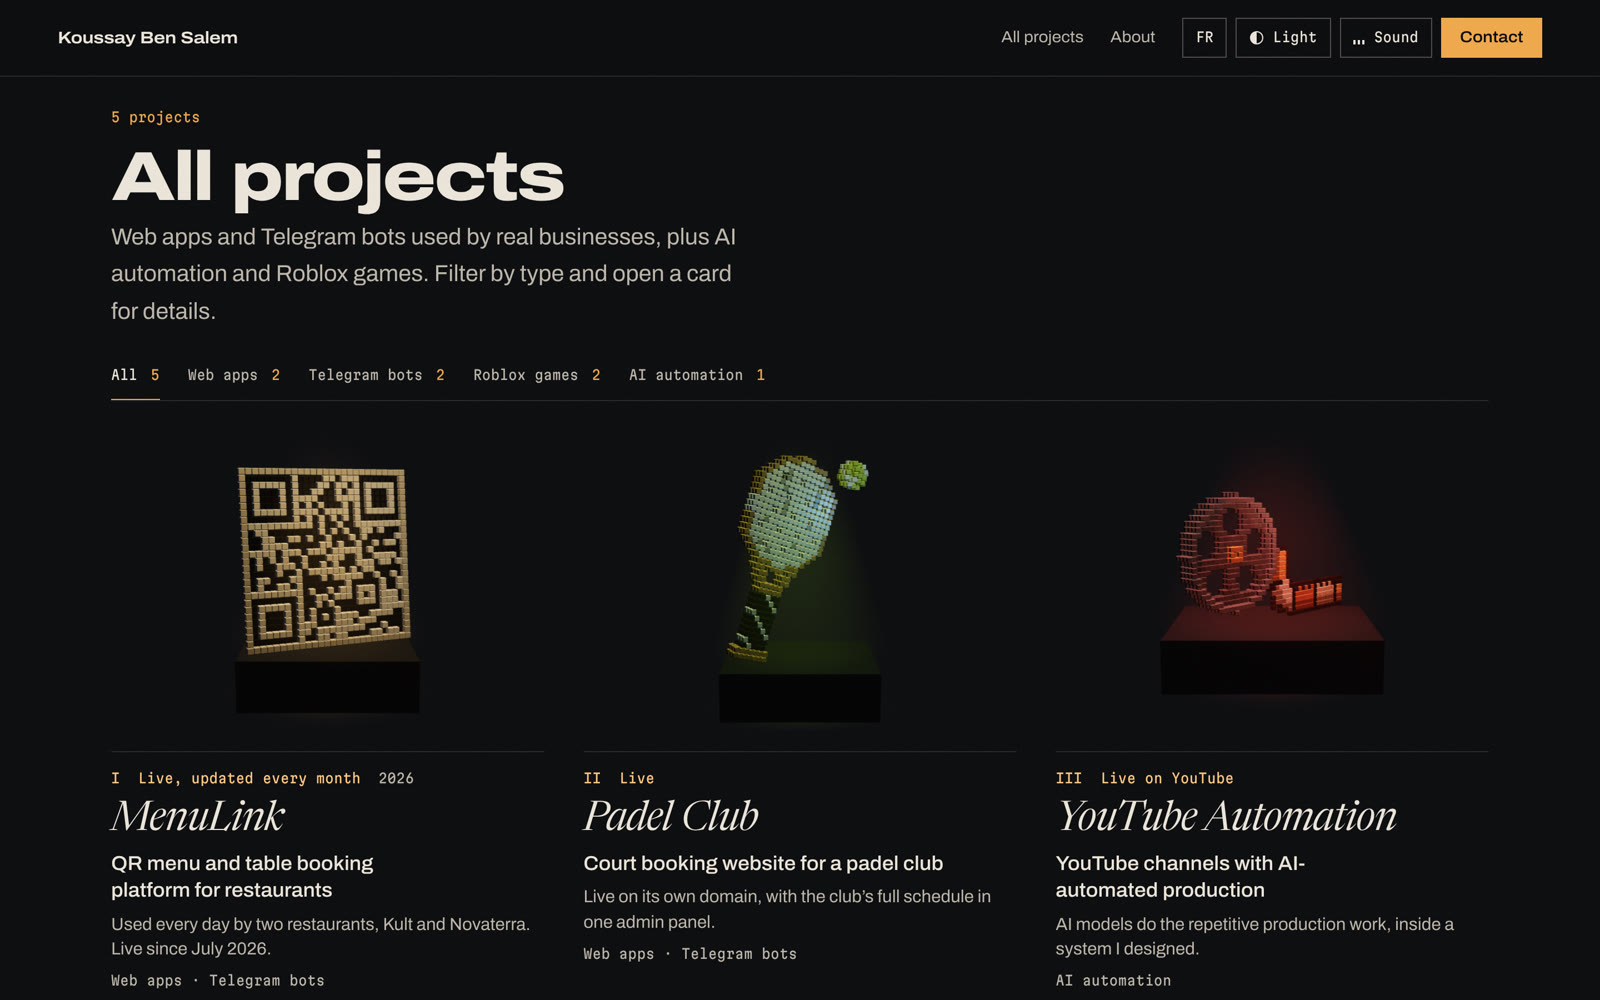 Koussay Ben Salem
All projects
About
FR
Light
Sound
Contact
5 projects
All projects
Web apps and Telegram bots used by real businesses, plus AI
automation and Roblox games. Filter by type and open a card
for details.
All 5
Web apps 2
Telegram bots 2
Roblox games 2
AI automation 1
I Live, updated every month 2026
MenuLink
QR menu and table booking
platform for restaurants
Used every day by two restaurants, Kult and Novaterra.
Live since July 2026.
Web apps · Telegram bots
II Live
Padel Club
Court booking website for a padel club
Live on its own domain, with the club’s full schedule in
one admin panel.
Web apps · Telegram bots
III Live on YouTube
YouTube Automation
YouTube channels with AI-
automated production
AI models do the repetitive production work, inside a
system I designed.
AI automation